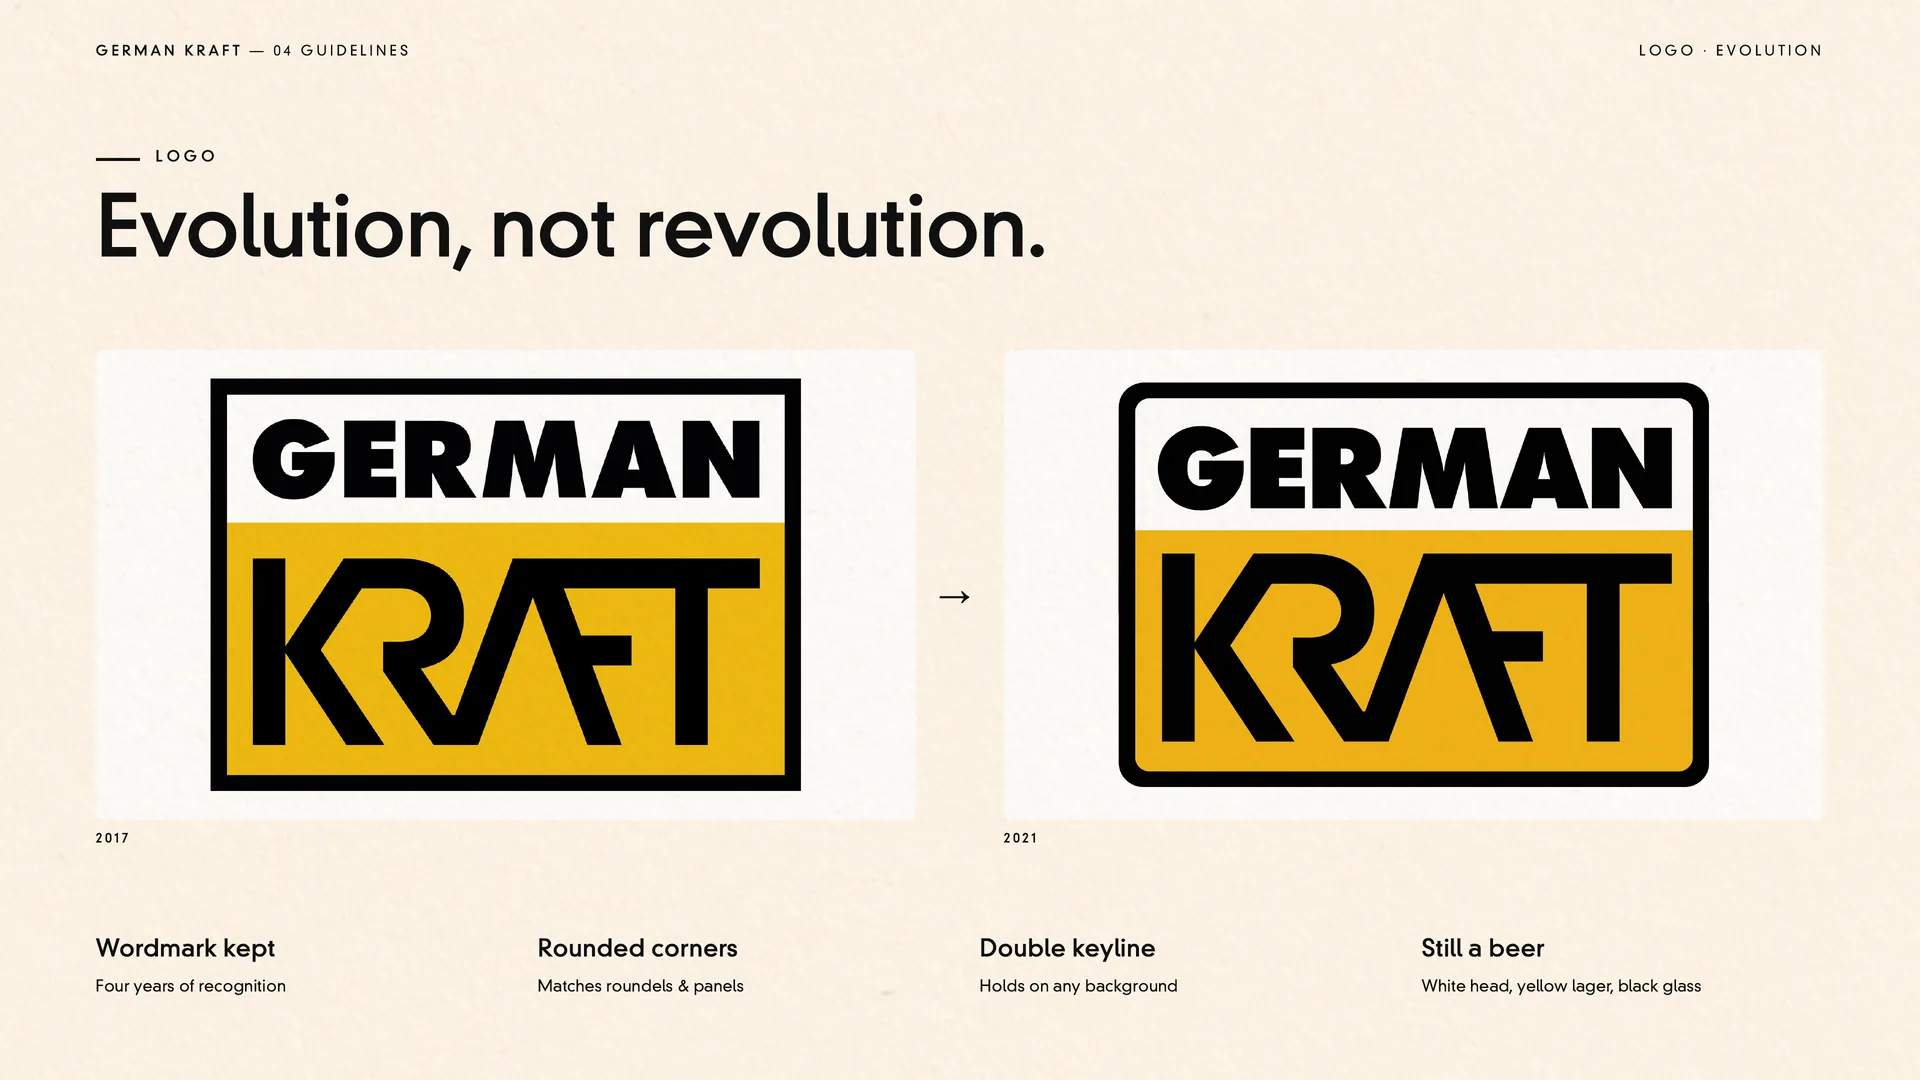 GERMAN KRAFT — 04 GUIDELINES
LOGO · EVOLUTION
LOGO
Evolution, not revolution.
GERMAN
KRAFT
→
GERMAN
KRAFT
2017
2021
Wordmark kept
Four years of recognition
Rounded corners
Matches roundels & panels
Double keyline
Holds on any background
Still a beer
White head, yellow lager, black glass